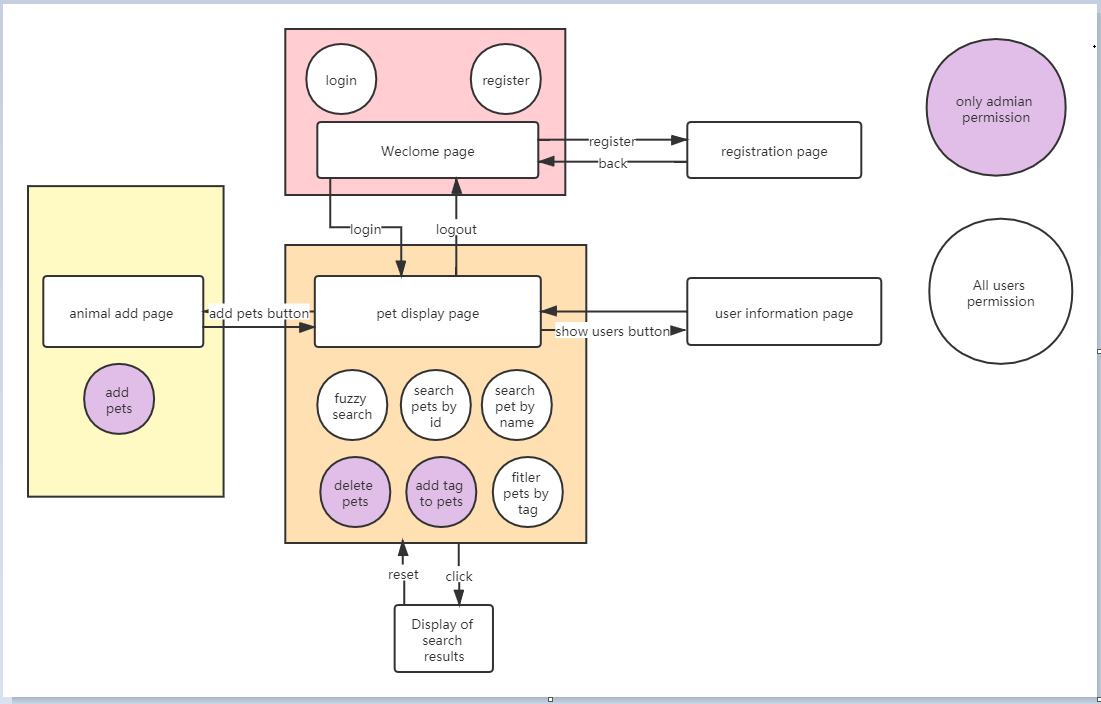 login
register
Weclome page
register
back
registration page
only admian
permission
login
logout
animal add page
add pets button
pet display page
show users button
user information page
All users
permission
add
pets
fuzzy
search
search
pets by
id
search
pet by
name
delete
pets
add tag
to pets
fitler
pets by
tag
reset
click
Display of
search
results